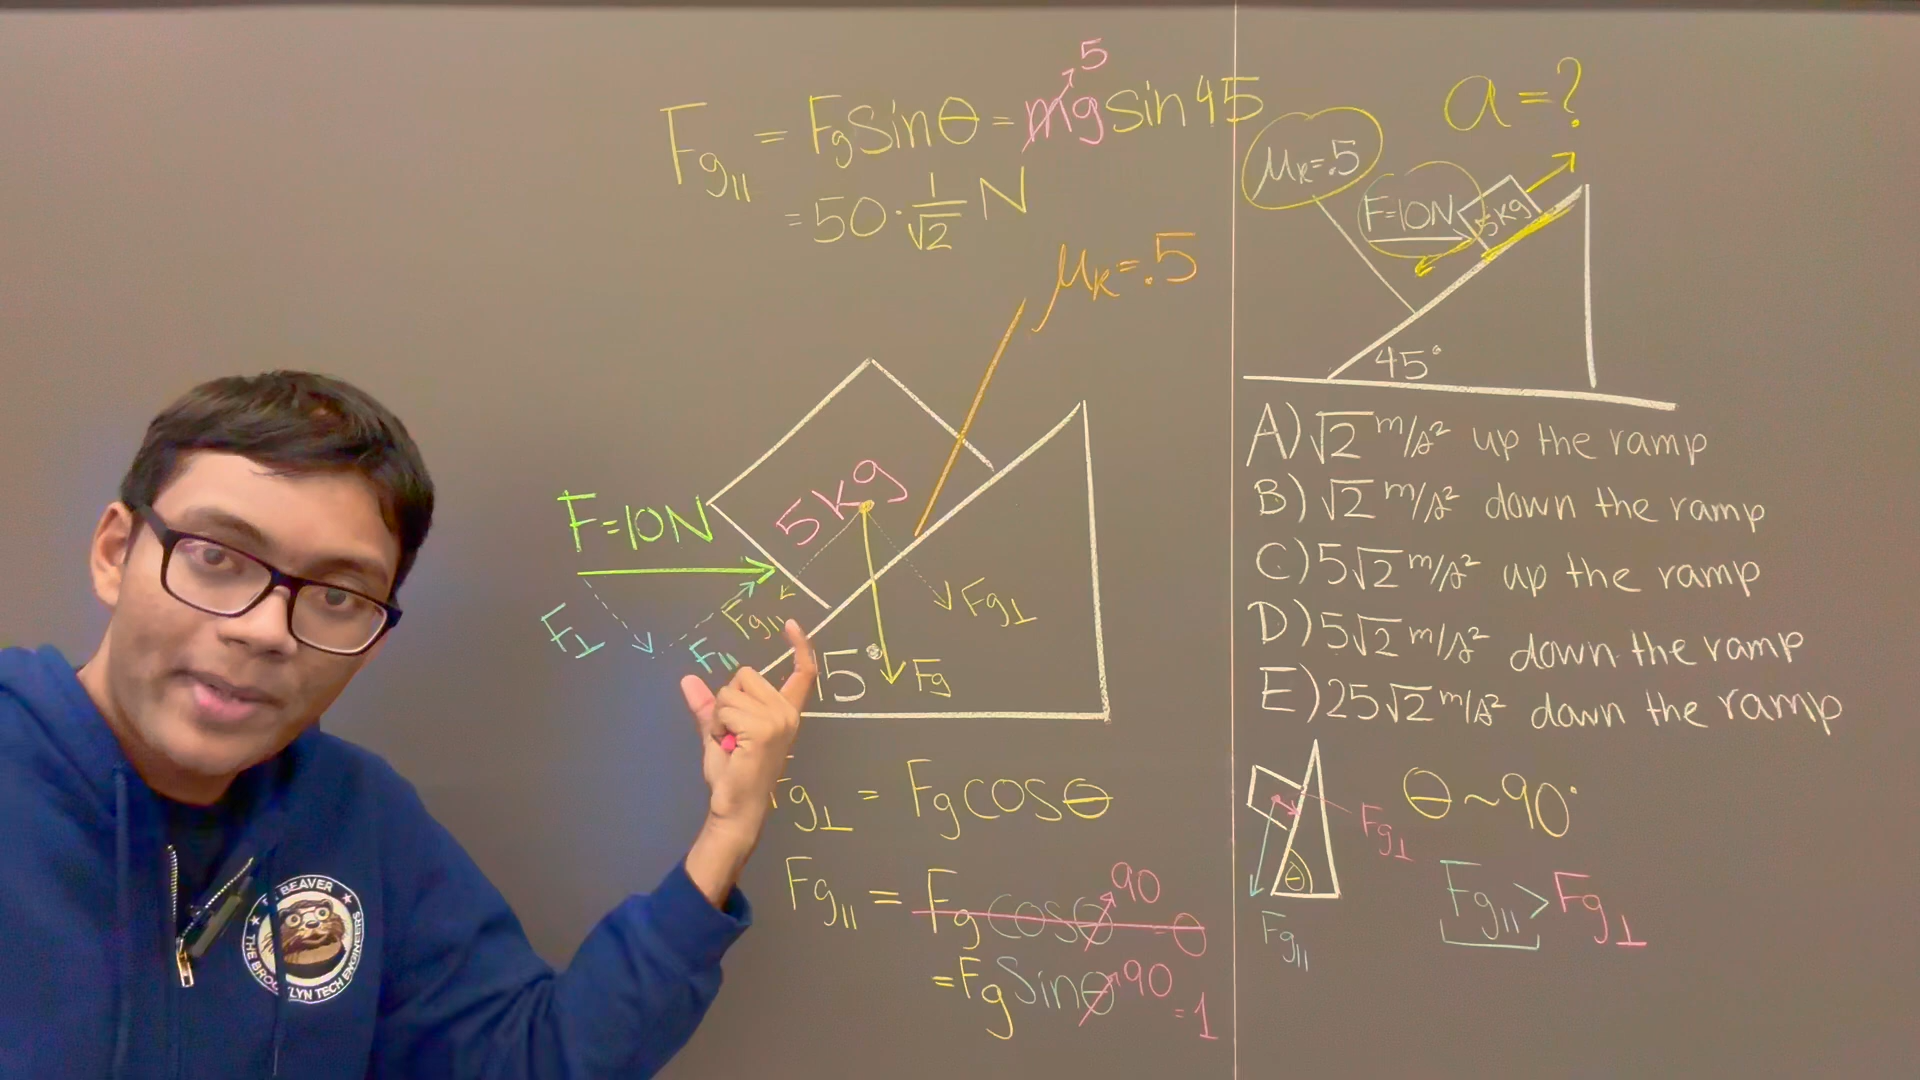 5
Fg∥ = Fg sinθ = mg sin45
= 50 · 1/√2 N
μk=.5
F=10N
5kg
F⊥
F∥
Fg∥
Fg⊥
Fg
15°
g⊥ = Fg cosθ
Fg∥ = Fg cosθ 90 = 0
= Fg sinθ 90 = 1
a = ?
μk=.5
F=10N
5kg
45°
A) √2 m/s² up the ramp
B) √2 m/s² down the ramp
C) 5√2 m/s² up the ramp
D) 5√2 m/s² down the ramp
E) 25√2 m/s² down the ramp
θ ~ 90°
Fg⊥
θ
Fg∥
Fg∥ > Fg⊥
BEAVER
THE BROOKLYN TECH ENGINEERS